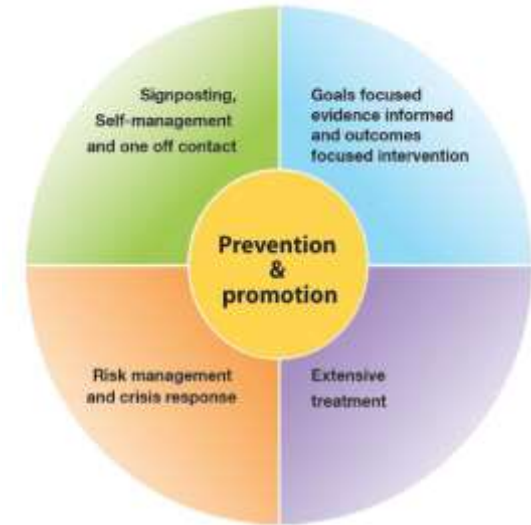 Signposting,
Self-management
and one off contact
Goals focused
evidence informed
and outcomes
focused intervention
Prevention
&
promotion
Risk management
and crisis response
Extensive
treatment